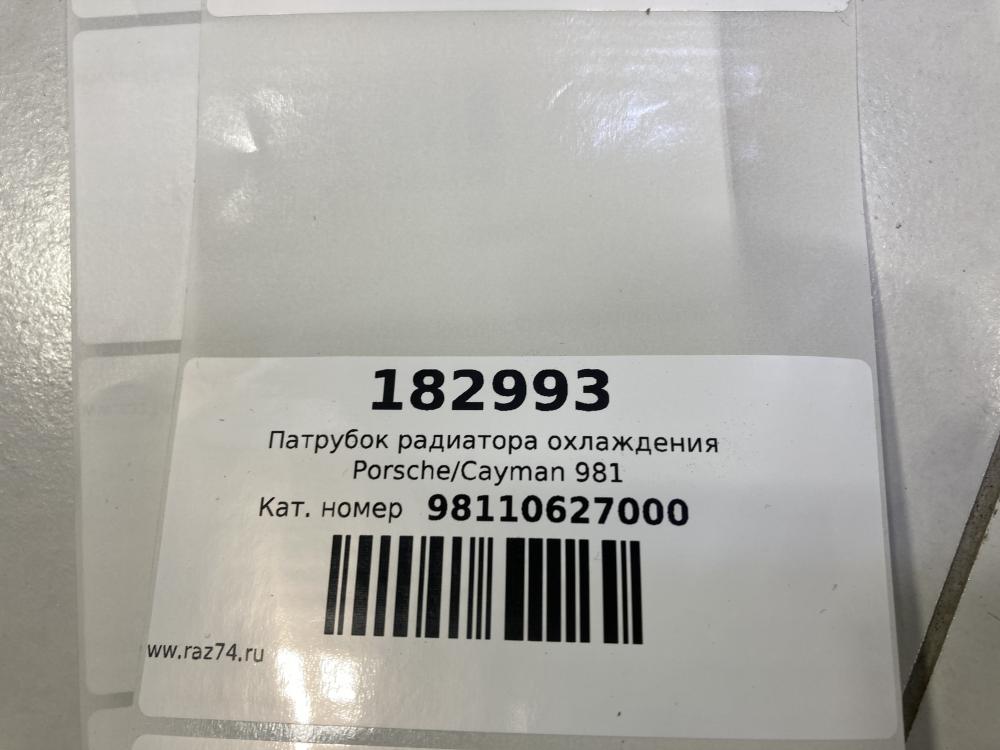 182993
Патрубок радиатора охлаждения
Porsche/Cayman 981
Кат. номер 98110627000
www.raz74.ru